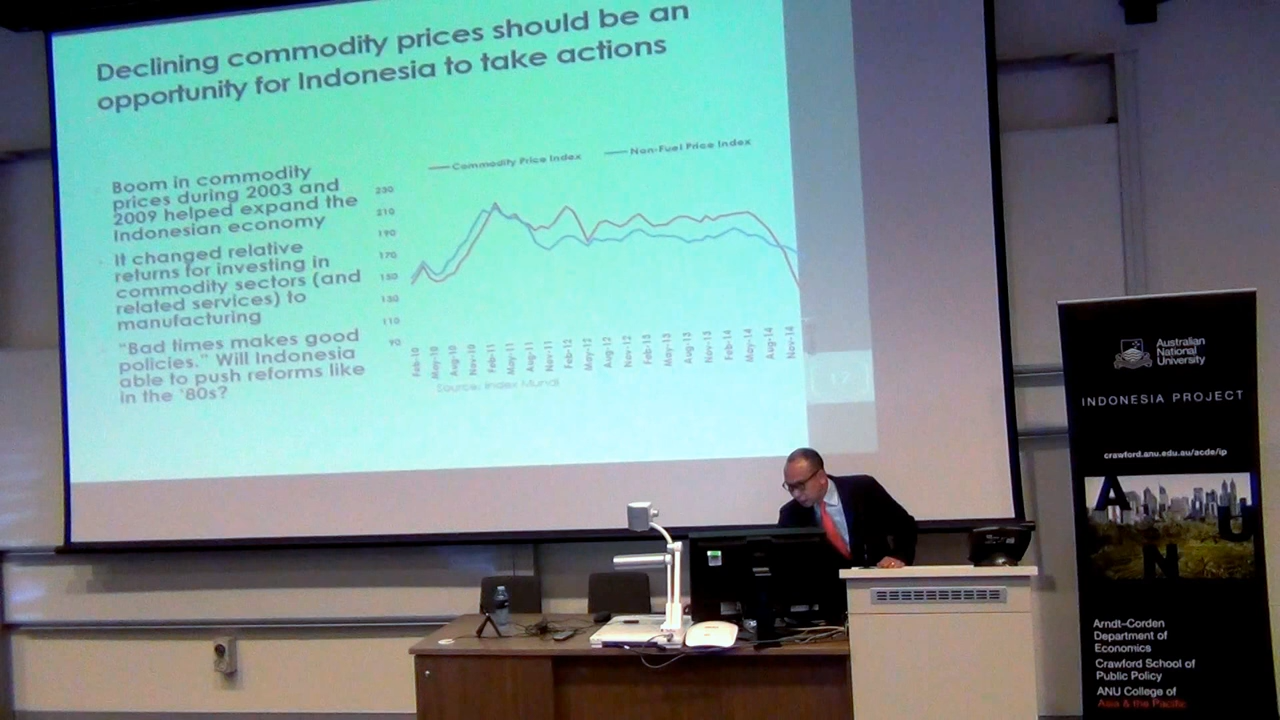 Declining commodity prices should be an
opportunity for Indonesia to take actions
Boom in commodity
prices during 2003 and
2009 helped expand the
Indonesian economy
It changed relative
returns for investing in
commodity sectors (and
related services) to
manufacturing
“Bad times makes good
policies.” Will Indonesia
able to push reforms like
in the ‘80s?
Commodity Price Index
Non-Fuel Price Index
230
210
190
170
150
130
110
90
Feb-10
May-10
Aug-10
Nov-10
Feb-11
May-11
Aug-11
Nov-11
Feb-12
May-12
Aug-12
Nov-12
Feb-13
May-13
Aug-13
Nov-13
Feb-14
May-14
Aug-14
Nov-14
Source: Index Mundi
17
Australian
National
University
INDONESIA PROJECT
crawford.anu.edu.au/acde/ip
A
N
U
Arndt–Corden
Department of
Economics
Crawford School of
Public Policy
ANU College of
Asia & the Pacific